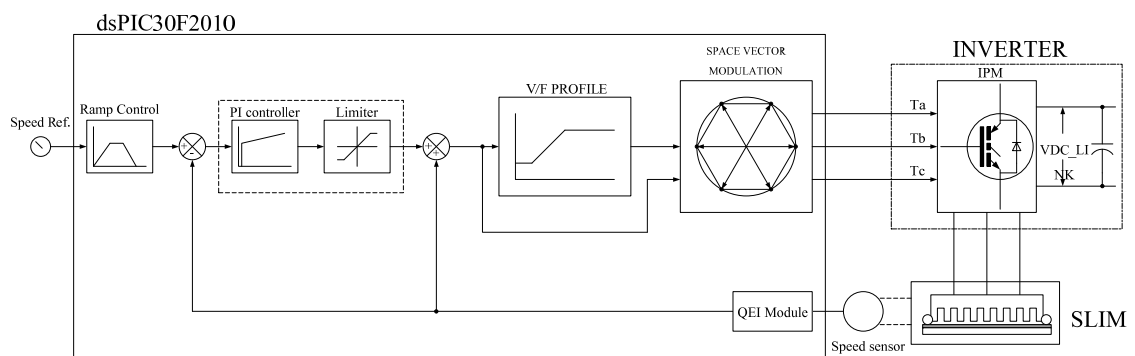 dsPIC30F2010
SPACE VECTOR
MODULATION
INVERTER
IPM
V/F PROFILE
Ramp Control
PI controller
Limiter
Speed Ref.
Ta
Tb
Tc
VDC_LI
NK
+
-
+
+
QEI Module
SLIM
Speed sensor